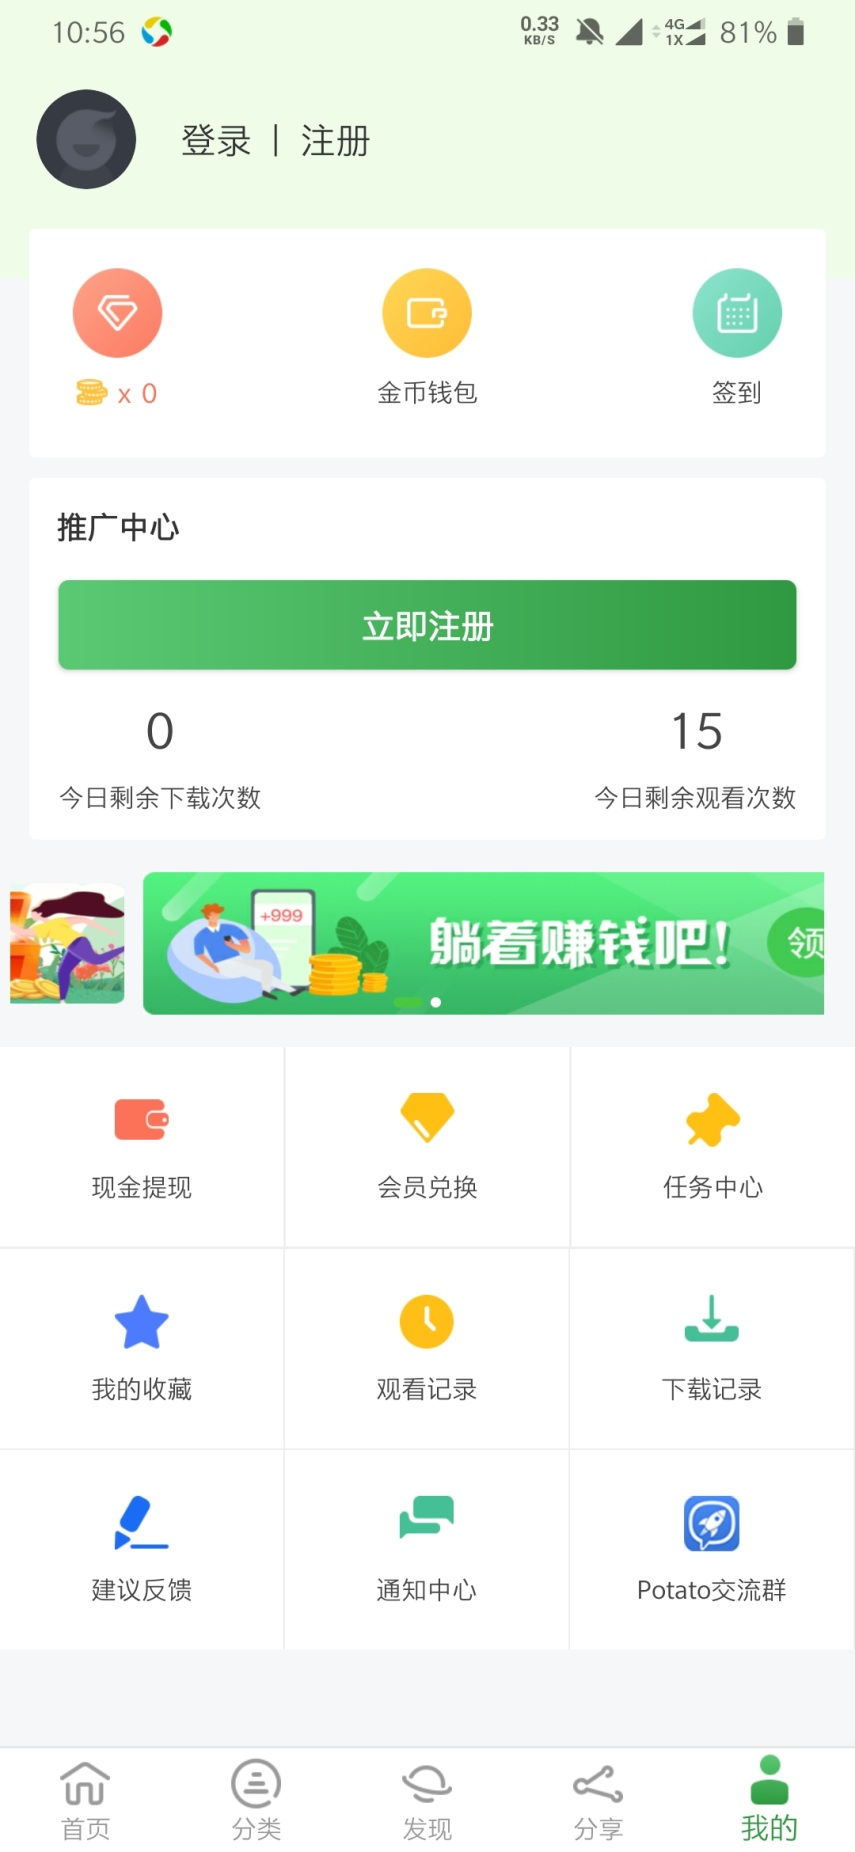 10:56
0.33 KB/S 4G 1X 81%
登录 | 注册
x 0
金币钱包
签到
推广中心
立即注册
0
15
今日剩余下载次数
今日剩余观看次数
+999
躺着赚钱吧!
领
现金提现
会员兑换
任务中心
我的收藏
观看记录
下载记录
建议反馈
通知中心
Potato交流群
首页
分类
发现
分享
我的